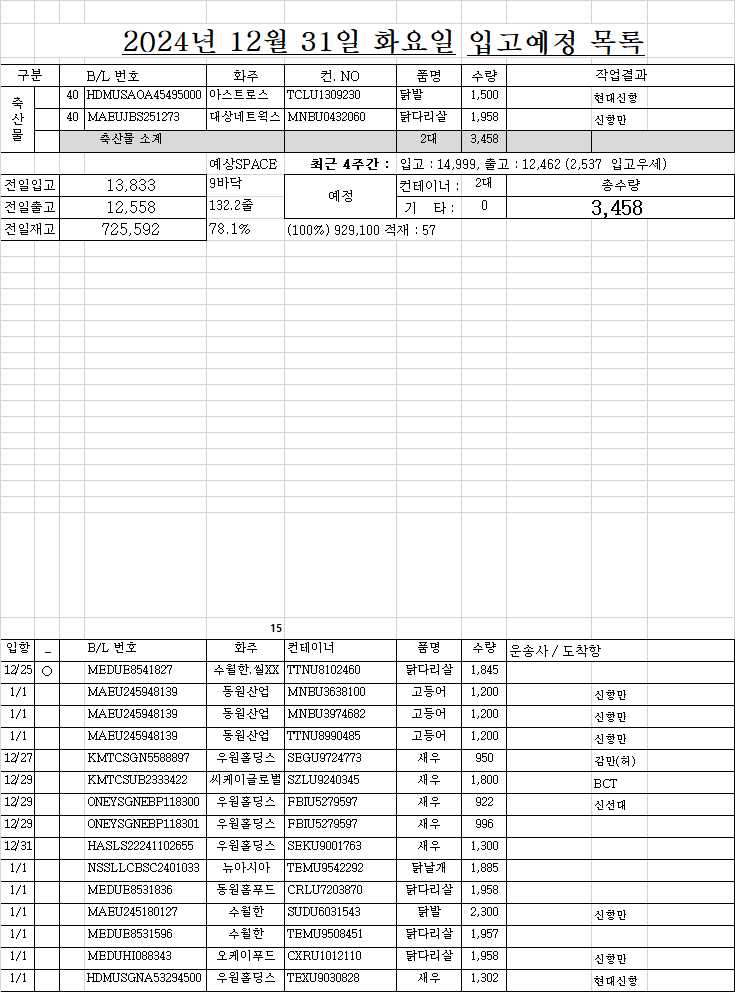 2024년 12월 31일 화요일 입고예정 목록
구분 B/L 번호 화주 컨. NO 품명 수량 작업결과
축산물 40 HDMUSAOA45495000 아스트로스 TCLU1309230 닭발 1,500 현대신항
40 MAEUJBS251273 대상네트웍스 MNBU0432060 닭다리살 1,958 신항만
축산물 소계 2대 3,458
예상SPACE 최근 4주간 : 입고 : 14,999, 출고 : 12,462 (2,537 입고우세)
전일입고 13,833 9바닥 예정 컨테이너 : 2대 총수량
전일출고 12,558 132.2줄 기 타 : 0 3,458
전일재고 725,592 78.1% (100%) 929,100 적재 : 57
15
입항 _ B/L 번호 화주 컨테이너 품명 수량 운송사 / 도착항
12/25 ○ MEDUE8541827 수월한.씰XX TTNU8102460 닭다리살 1,845
1/1 MAEU245948139 동원산업 MNBU3638100 고등어 1,200 신항만
1/1 MAEU245948139 동원산업 MNBU3974682 고등어 1,200 신항만
1/1 MAEU245948139 동원산업 TTNU8990485 고등어 1,200 신항만
12/27 KMTCSGN5588897 우원홀딩스 SEGU9724773 새우 950 감만(허)
12/29 KMTCSUB2333422 씨케이글로벌 SZLU9240345 새우 1,800 BCT
12/29 ONEYSGNEBP118300 우원홀딩스 FBIU5279597 새우 922 신선대
12/29 ONEYSGNEBP118301 우원홀딩스 FBIU5279597 새우 996
12/31 HASLS22241102655 우원홀딩스 SEKU9001763 새우 1,300
1/1 NSSLLCBSC2401033 뉴아시아 TEMU9542292 닭날개 1,885
1/1 MEDUE8531836 동원홈푸드 CRLU7203870 닭다리살 1,958
1/1 MAEU245180127 수월한 SUDU6031543 닭발 2,300 신항만
1/1 MEDUE8531596 수월한 TEMU9508451 닭다리살 1,957
1/1 MEDUHI088343 오케이푸드 CXRU1012110 닭다리살 1,958 신항만
1/1 HDMUSGNA53294500 우원홀딩스 TEXU9030828 새우 1,302 현대신항